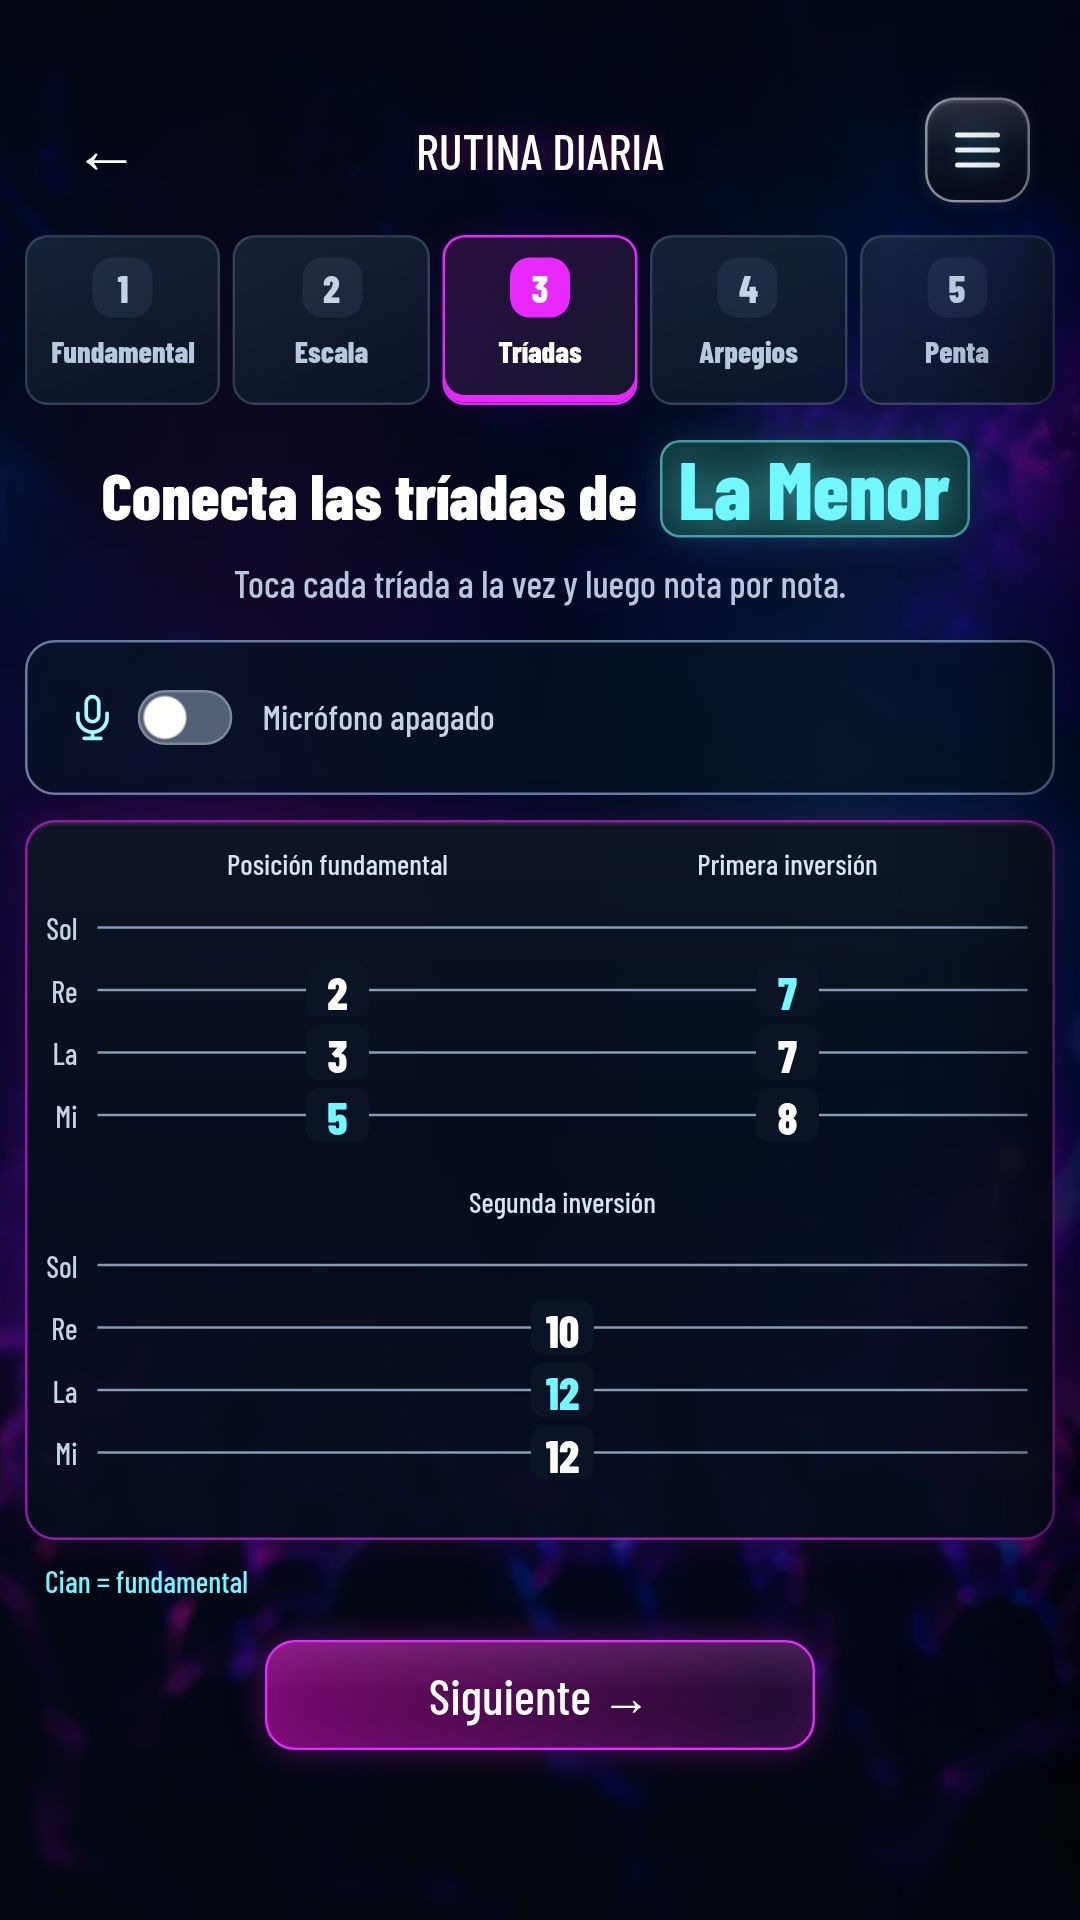 ← RUTINA DIARIA
1 2 3 4 5
Fundamental Escala Tríadas Arpegios Penta
Conecta las tríadas de La Menor
Toca cada tríada a la vez y luego nota por nota.
Micrófono apagado
Posición fundamental Primera inversión
Sol
Re 2 7
La 3 7
Mi 5 8
Segunda inversión
Sol
Re 10
La 12
Mi 12
Cian = fundamental
Siguiente →